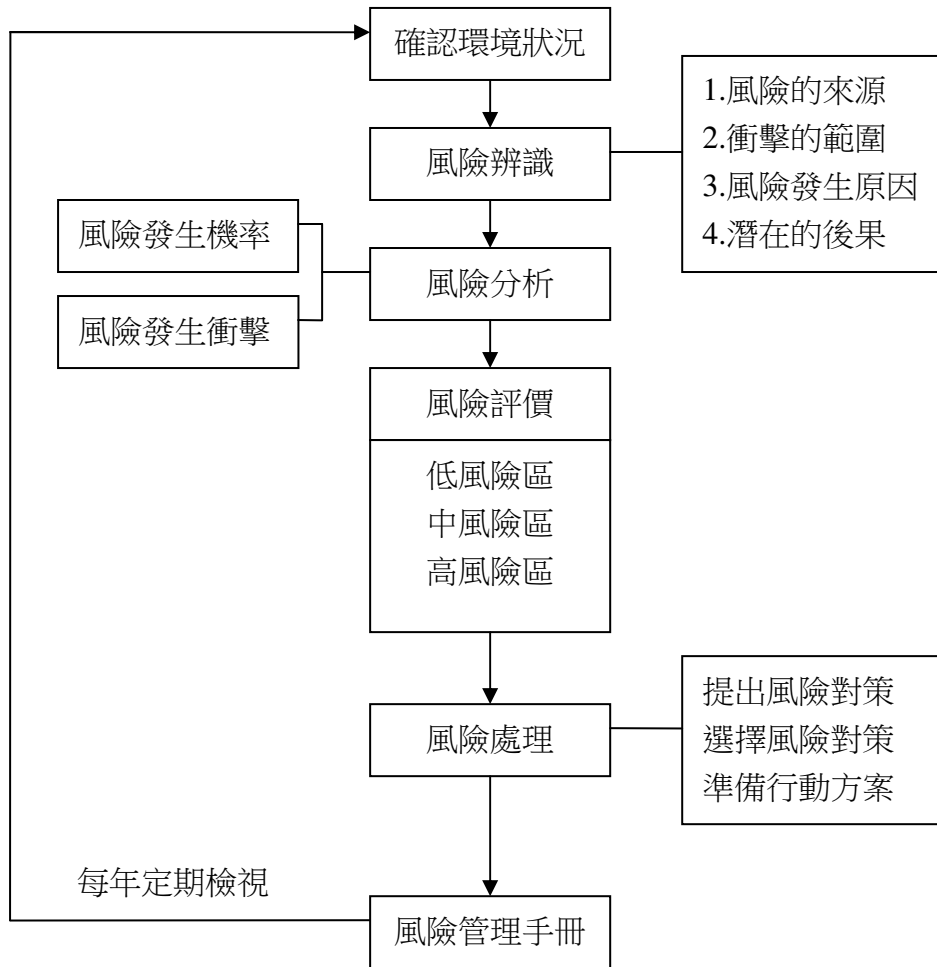 確認環境狀況
1.風險的來源
2.衝擊的範圍
3.風險發生原因
4.潛在的後果
風險辨識
風險發生機率
風險分析
風險發生衝擊
風險評價
低風險區
中風險區
高風險區
提出風險對策
選擇風險對策
準備行動方案
風險處理
每年定期檢視
風險管理手冊